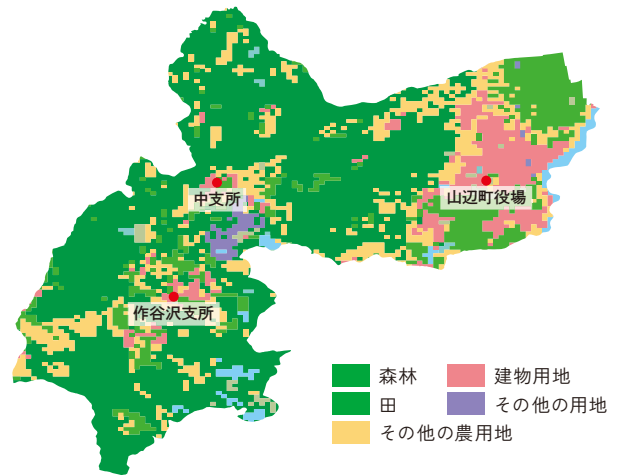 中支所
山辺町役場
作谷沢支所
森林
建物用地
田
その他の用地
その他の農用地